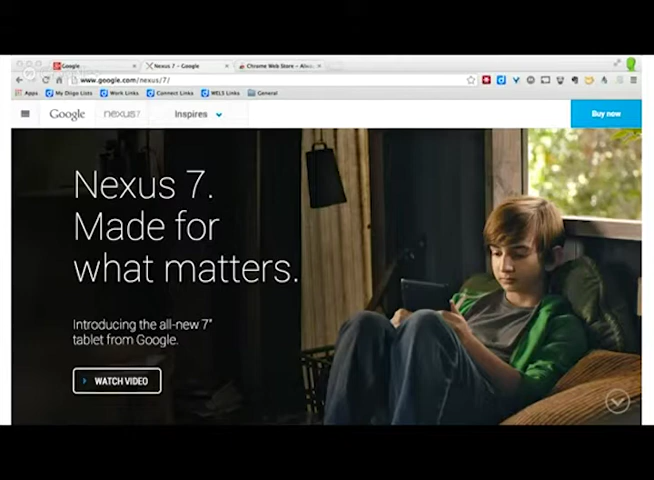 Google
Nexus 7 – Google
Chrome Web Store –
www.google.com/nexus/7/
Apps
My Diigo Links
Work Links
Connect Links
WELS Links
General
Google
nexus7
Inspires
Buy now
Nexus 7.
Made for
what matters.
Introducing the all-new 7"
tablet from Google.
WATCH VIDEO